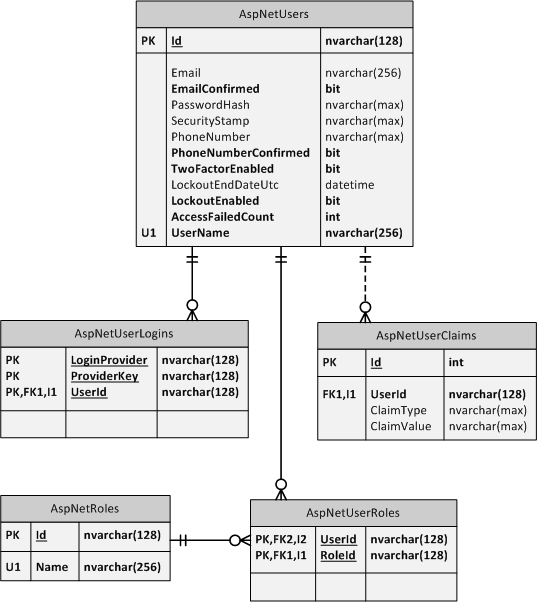 AspNetUsers
PK Id nvarchar(128)
Email nvarchar(256)
EmailConfirmed bit
PasswordHash nvarchar(max)
SecurityStamp nvarchar(max)
PhoneNumber nvarchar(max)
PhoneNumberConfirmed bit
TwoFactorEnabled bit
LockoutEndDateUtc datetime
LockoutEnabled bit
AccessFailedCount int
U1 UserName nvarchar(256)
AspNetUserLogins
PK LoginProvider nvarchar(128)
PK ProviderKey nvarchar(128)
PK,FK1,I1 UserId nvarchar(128)
AspNetUserClaims
PK Id int
FK1,I1 UserId nvarchar(128)
ClaimType nvarchar(max)
ClaimValue nvarchar(max)
AspNetRoles
PK Id nvarchar(128)
U1 Name nvarchar(256)
AspNetUserRoles
PK,FK2,I2 UserId nvarchar(128)
PK,FK1,I1 RoleId nvarchar(128)